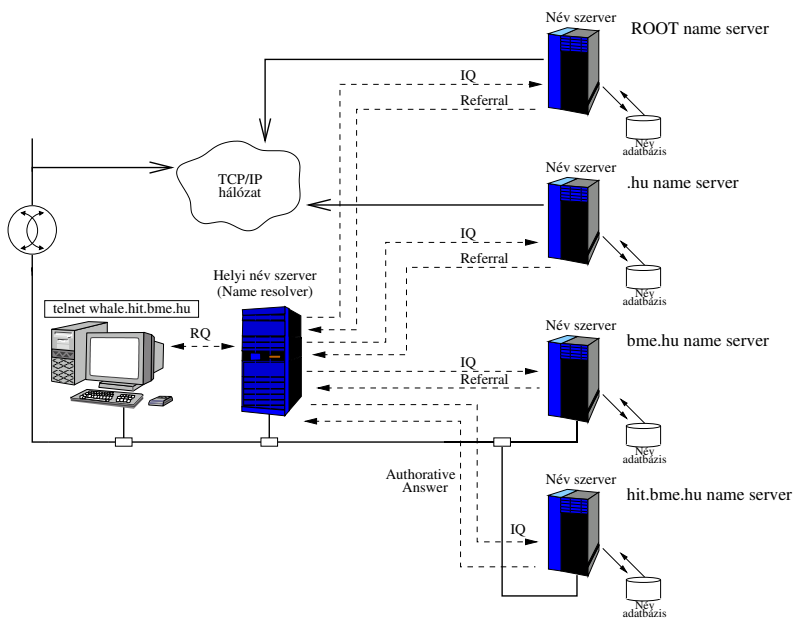 Név szerver
ROOT name server
IQ
Referral
Név
adatbázis
TCP/IP
hálózat
Név szerver
.hu name server
IQ
Referral
Név
adatbázis
Helyi név szerver
(Name resolver)
telnet whale.hit.bme.hu
RQ
Név szerver
bme.hu name server
IQ
Referral
Név
adatbázis
Authorative
Answer
Név szerver
hit.bme.hu name server
IQ
Név
adatbázis